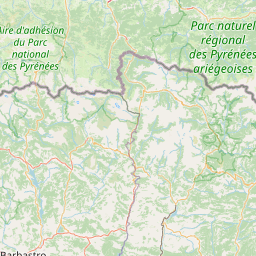 Aire d'adhésion
du Parc
national
des Pyrénées
Parc naturel
régional
des Pyrénées
ariégeoises
Barbastro